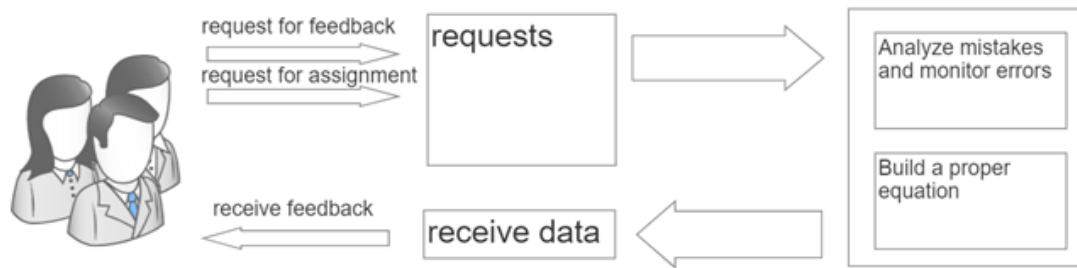 request for feedback
request for assignment
requests
Analyze mistakes
and monitor errors
Build a proper
equation
receive feedback
receive data